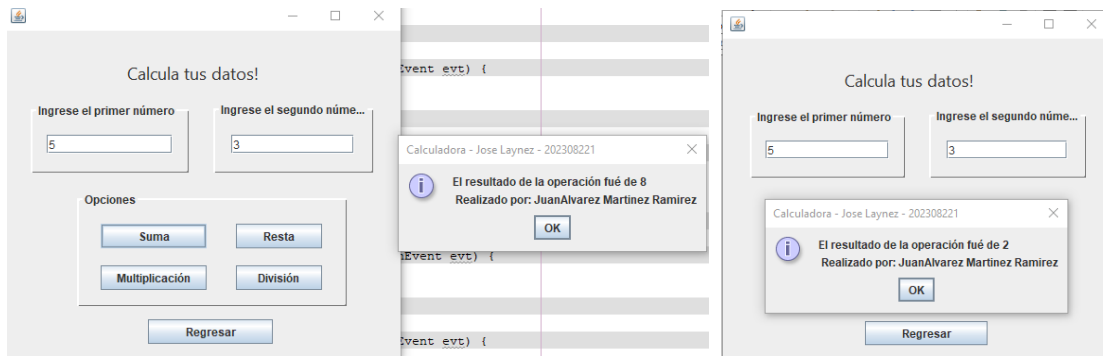 Calcula tus datos!
Ingrese el primer número
Ingrese el segundo núme...
5
3
Opciones
Suma
Resta
Multiplicación
División
Regresar
Event evt) {
Calculadora - Jose Laynez - 202308221
El resultado de la operación fué de 8
Realizado por: JuanAlvarez Martinez Ramirez
OK
nEvent evt) {
Event evt) {
Calcula tus datos!
Ingrese el primer número
Ingrese el segundo núme...
5
3
Calculadora - Jose Laynez - 202308221
El resultado de la operación fué de 2
Realizado por: JuanAlvarez Martinez Ramirez
OK
Regresar